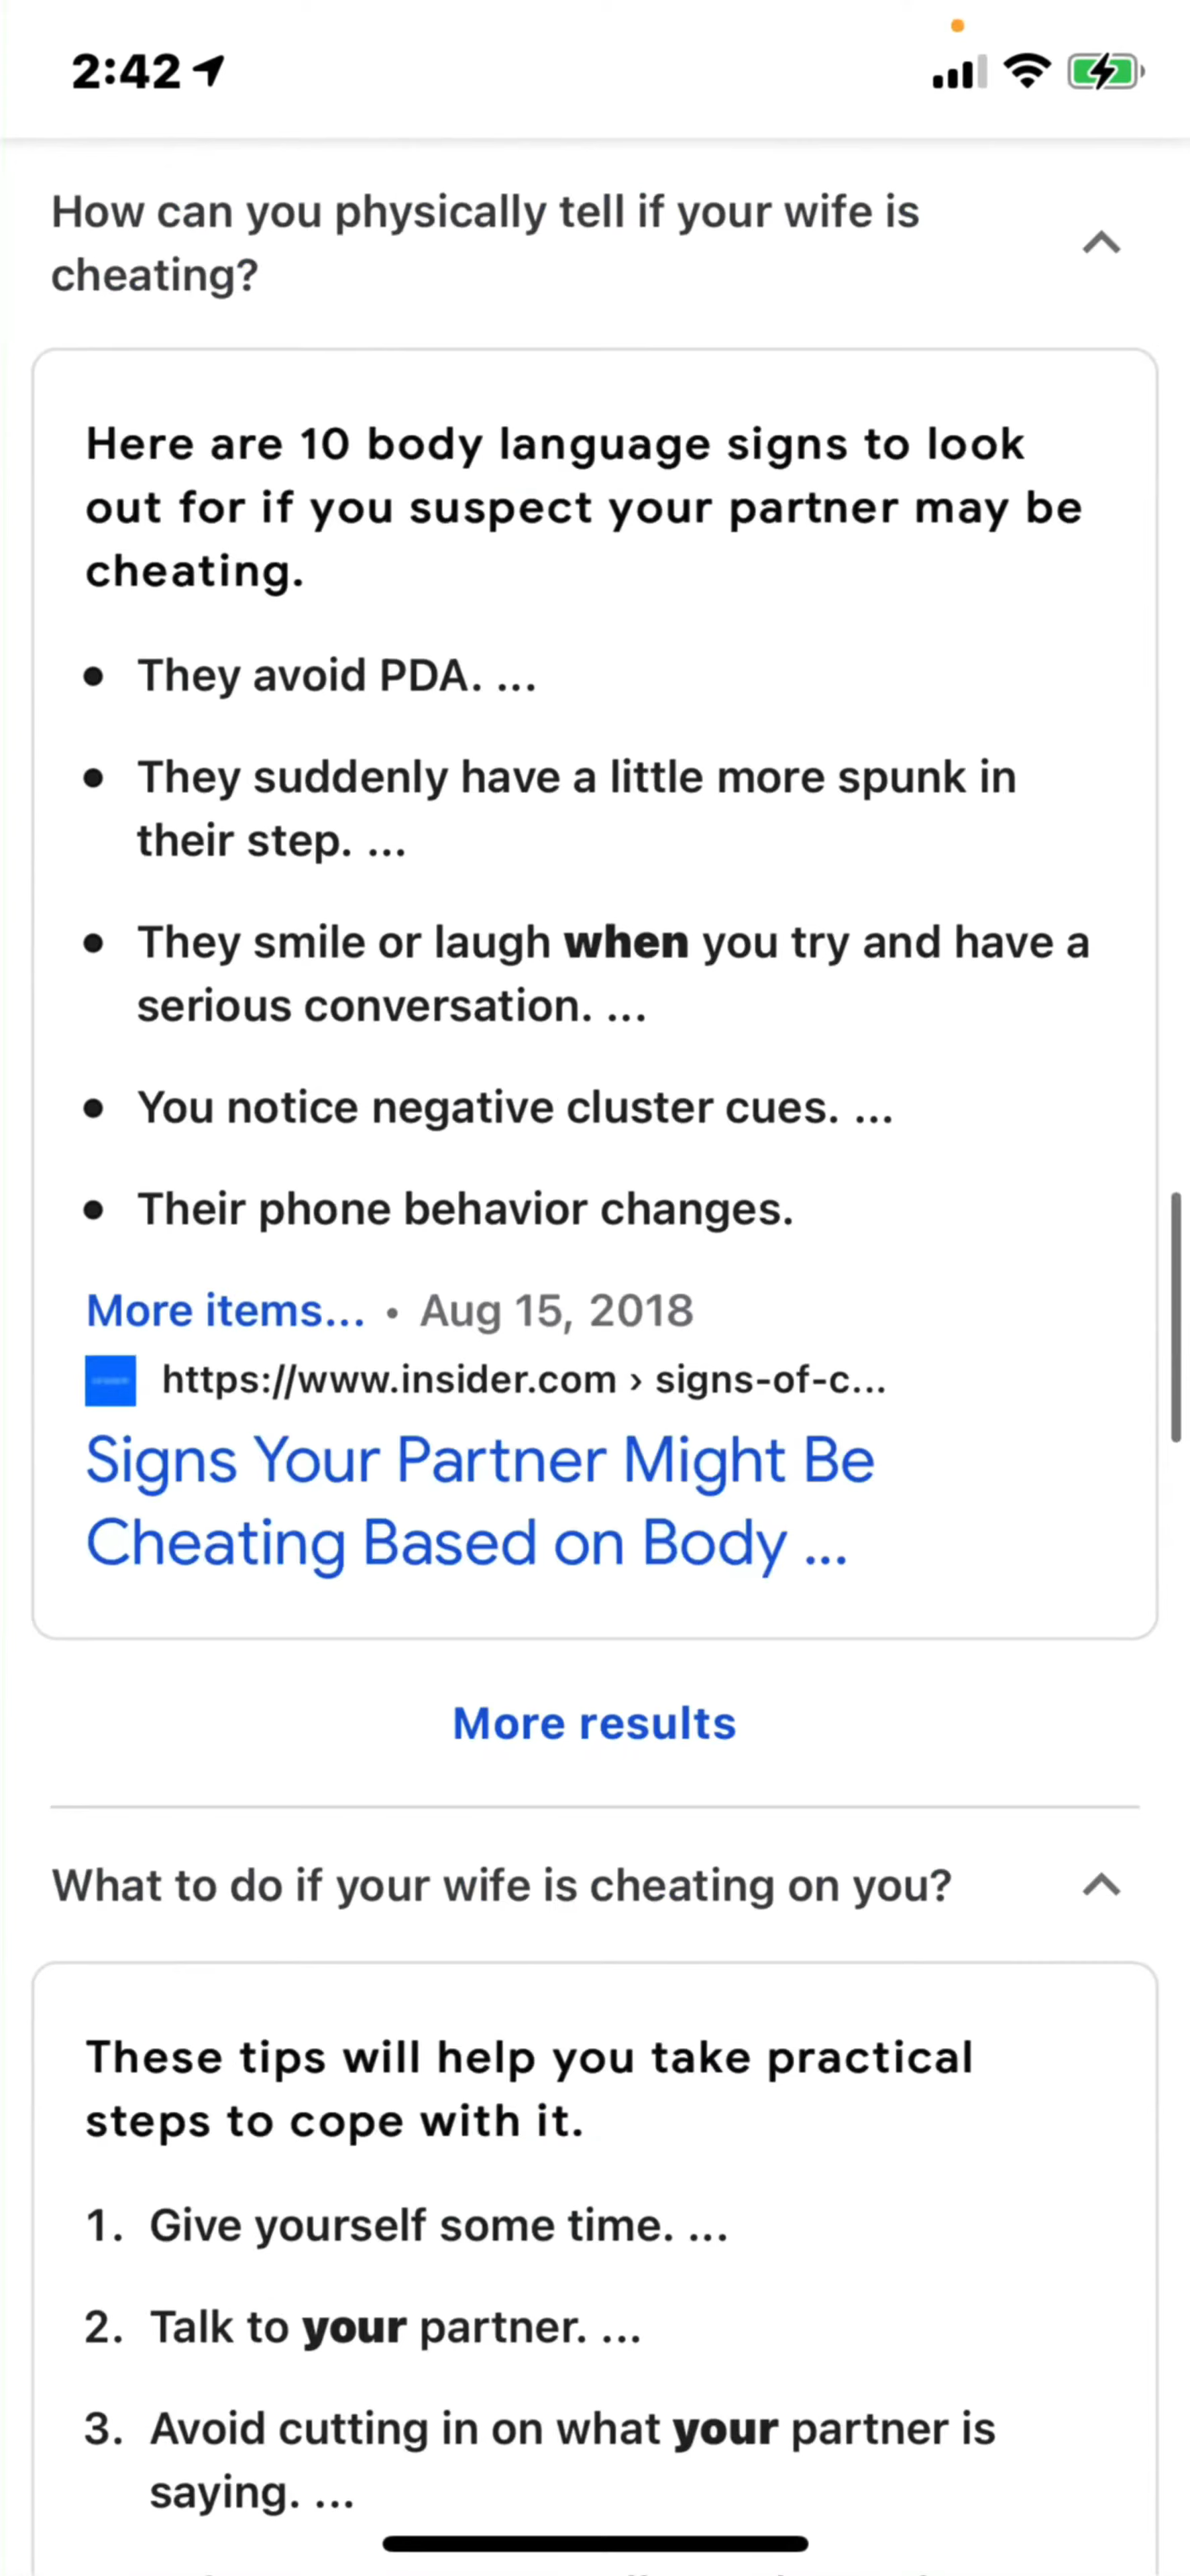 2:42
How can you physically tell if your wife is
cheating?
Here are 10 body language signs to look
out for if you suspect your partner may be
cheating.
• They avoid PDA. ...
• They suddenly have a little more spunk in
their step. ...
• They smile or laugh when you try and have a
serious conversation. ...
• You notice negative cluster cues. ...
• Their phone behavior changes.
More items... • Aug 15, 2018
https://www.insider.com › signs-of-c...
Signs Your Partner Might Be
Cheating Based on Body ...
More results
What to do if your wife is cheating on you?
These tips will help you take practical
steps to cope with it.
1. Give yourself some time. ...
2. Talk to your partner. ...
3. Avoid cutting in on what your partner is
saying. ...